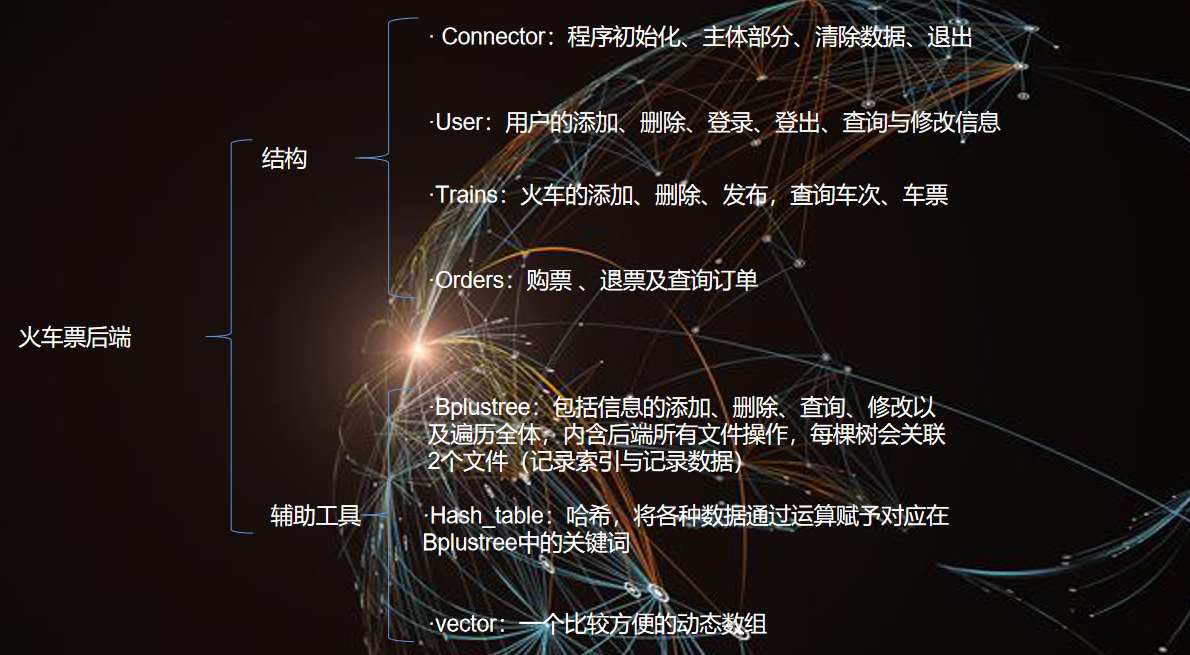 · Connector：程序初始化、主体部分、清除数据、退出
·User：用户的添加、删除、登录、登出、查询与修改信息
结构
·Trains：火车的添加、删除、发布，查询车次、车票
·Orders：购票 、退票及查询订单
火车票后端
·Bplustree：包括信息的添加、删除、查询、修改以
及遍历全体，内含后端所有文件操作，每棵树会关联
2个文件（记录索引与记录数据）
辅助工具
·Hash_table：哈希，将各种数据通过运算赋予对应在
Bplustree中的关键词
·vector：一个比较方便的动态数组